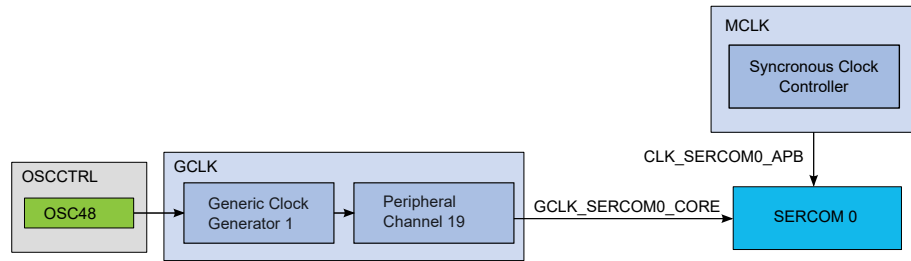 MCLK
Syncronous Clock
Controller
CLK_SERCOM0_APB
OSCCTRL
OSC48
GCLK
Generic Clock
Generator 1
Peripheral
Channel 19
GCLK_SERCOM0_CORE
SERCOM 0